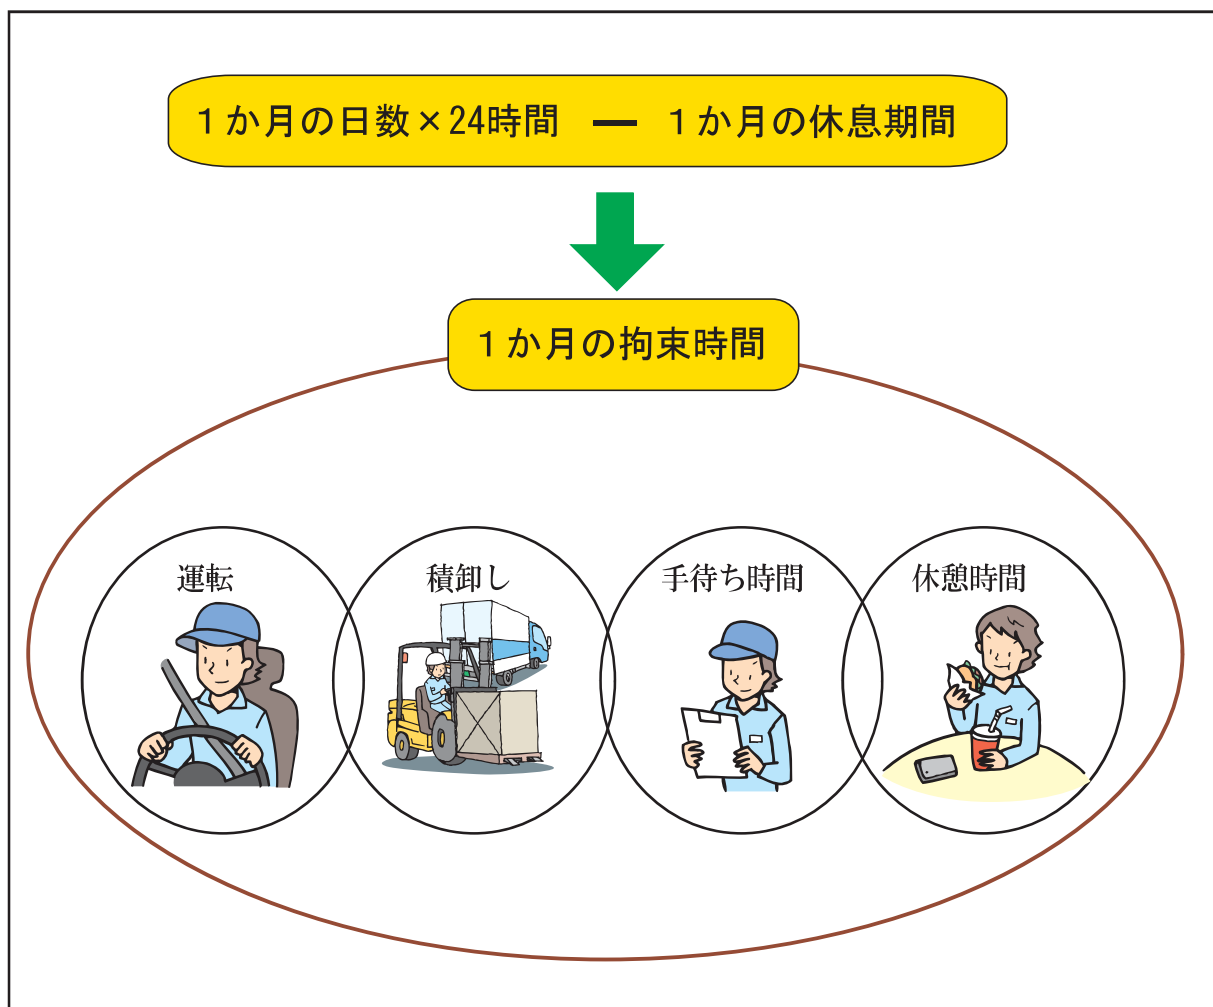 １か月の日数×24時間 ― １か月の休息期間
１か月の拘束時間
運転
積卸し
手待ち時間
休憩時間